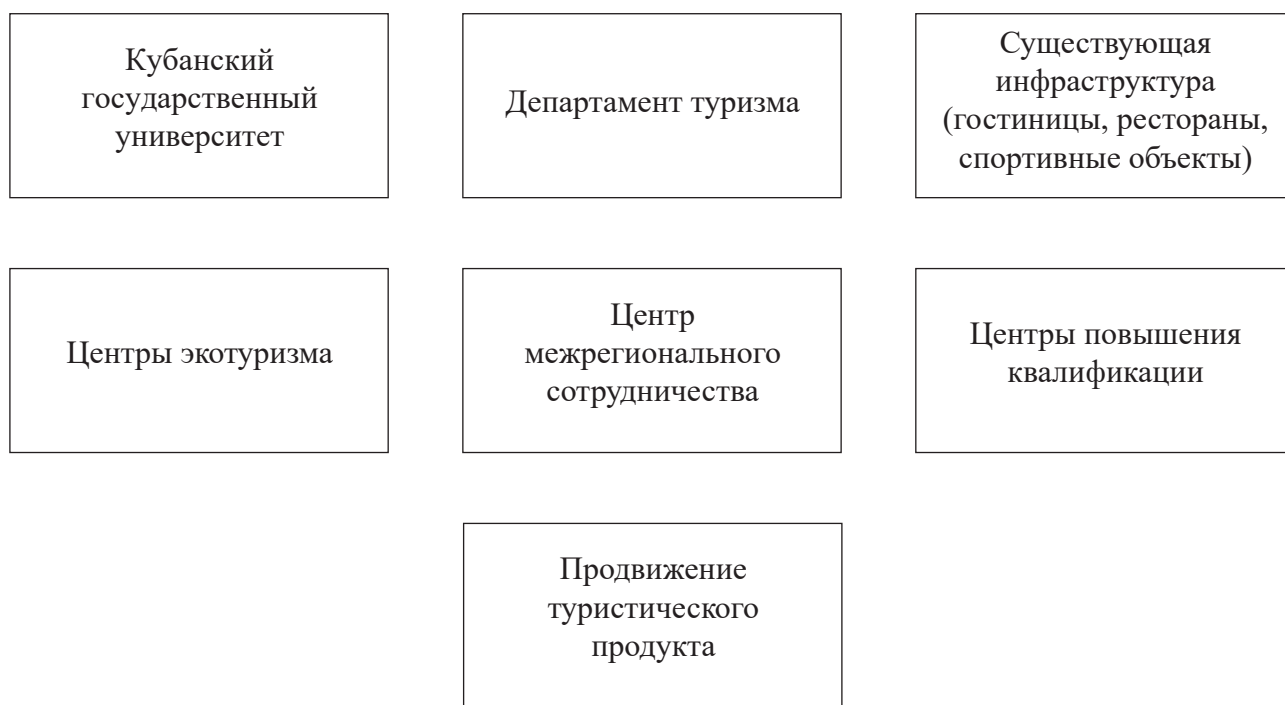 Кубанский
государственный
университет
Департамент туризма
Существующая
инфраструктура
(гостиницы, рестораны,
спортивные объекты)
Центры экотуризма
Центр
межрегионального
сотрудничества
Центры повышения
квалификации
Продвижение
туристического
продукта